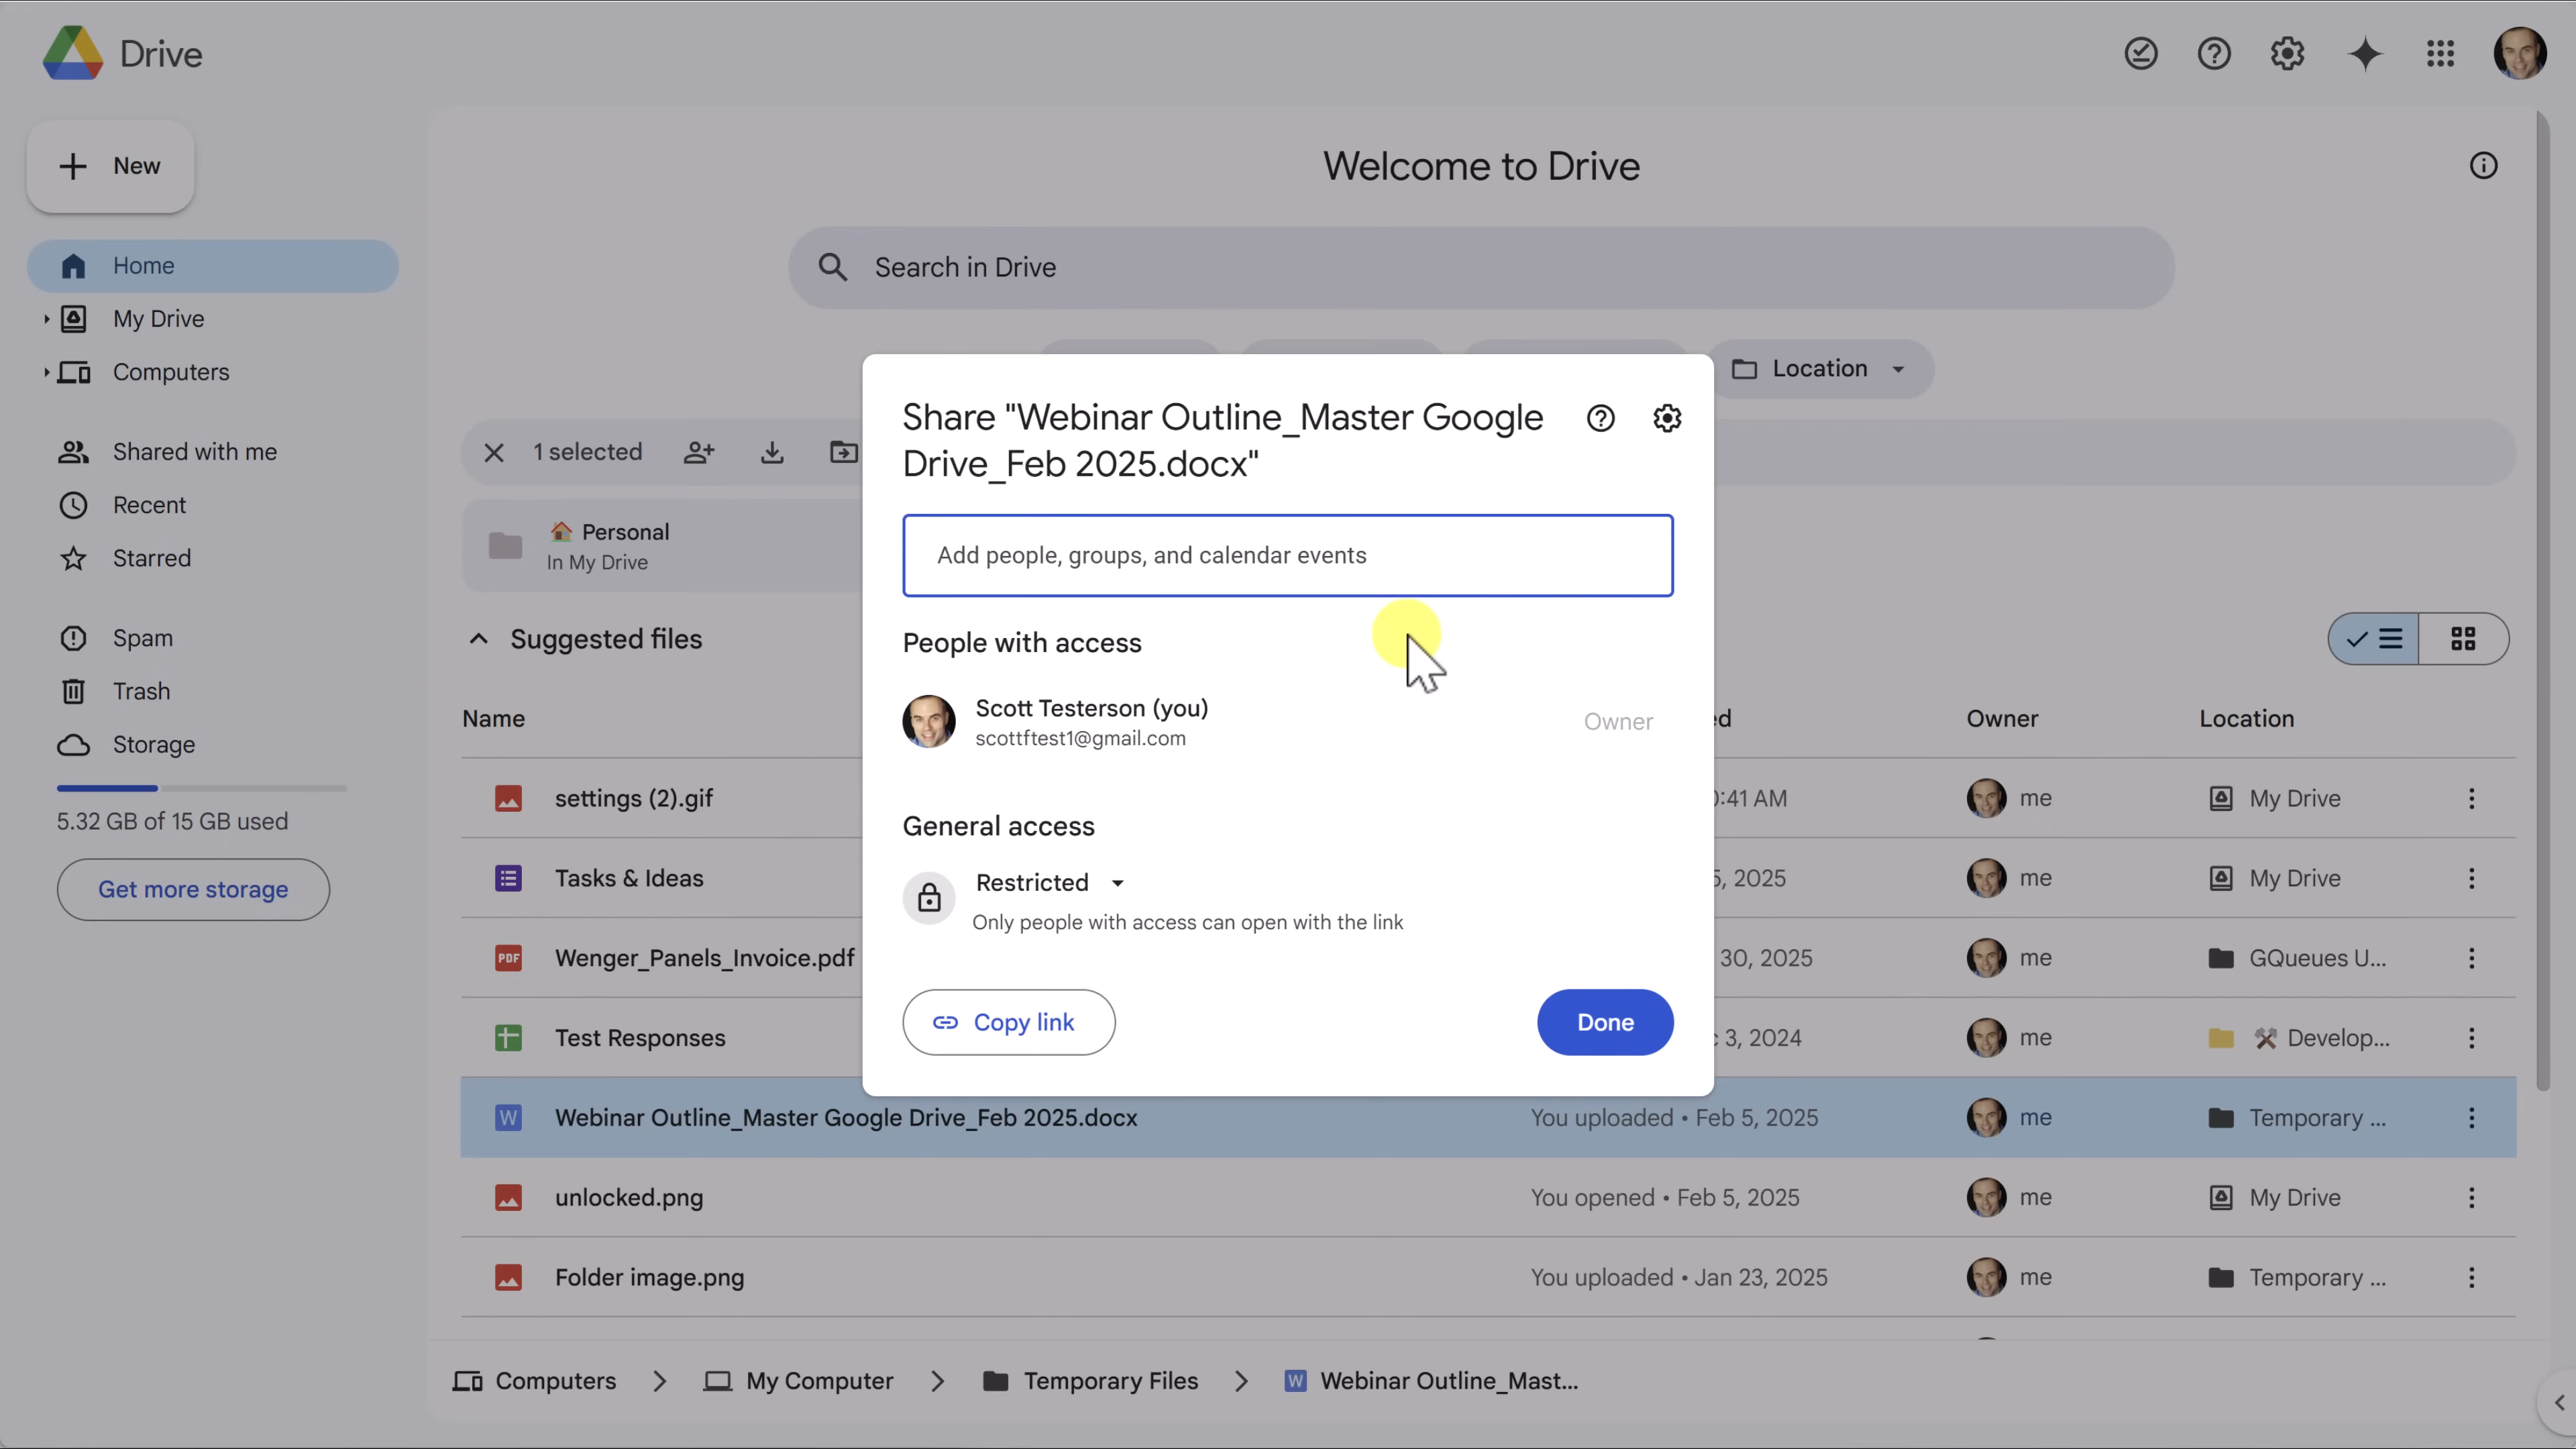 Drive
New
Home
My Drive
Computers
Shared with me
Recent
Starred
Spam
Trash
Storage
5.32 GB of 15 GB used
Get more storage
Welcome to Drive
Search in Drive
Location
1 selected
🏠 Personal
In My Drive
Suggested files
Name
Owner
Location
settings (2).gif
:41 AM
me
My Drive
Tasks & Ideas
, 2025
me
My Drive
PDF
Wenger_Panels_Invoice.pdf
30, 2025
me
GQueues U...
Test Responses
3, 2024
me
⚒️ Develop...
W
Webinar Outline_Master Google Drive_Feb 2025.docx
You uploaded • Feb 5, 2025
me
Temporary ...
unlocked.png
You opened • Feb 5, 2025
me
My Drive
Folder image.png
You uploaded • Jan 23, 2025
me
Temporary ...
Computers
My Computer
Temporary Files
W
Webinar Outline_Mast...
Share "Webinar Outline_Master Google
Drive_Feb 2025.docx"
Add people, groups, and calendar events
People with access
Scott Testerson (you)
scottftest1@gmail.com
Owner
General access
Restricted
Only people with access can open with the link
Copy link
Done